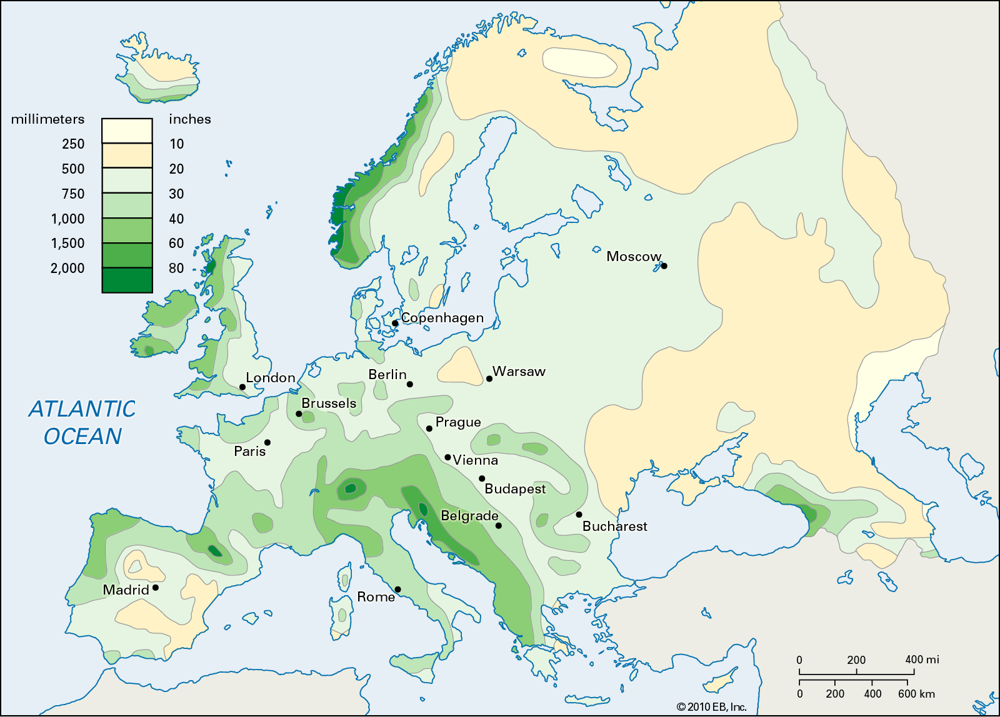 millimeters inches
250 10
500 20
750 30
1,000 40
1,500 60
2,000 80
Moscow
Copenhagen
Warsaw
Berlin
London
Brussels
ATLANTIC
OCEAN
Prague
Paris
Vienna
Budapest
Belgrade
Bucharest
Madrid
Rome
0 200 400 mi
0 200 400 600 km
© 2010 EB, Inc.